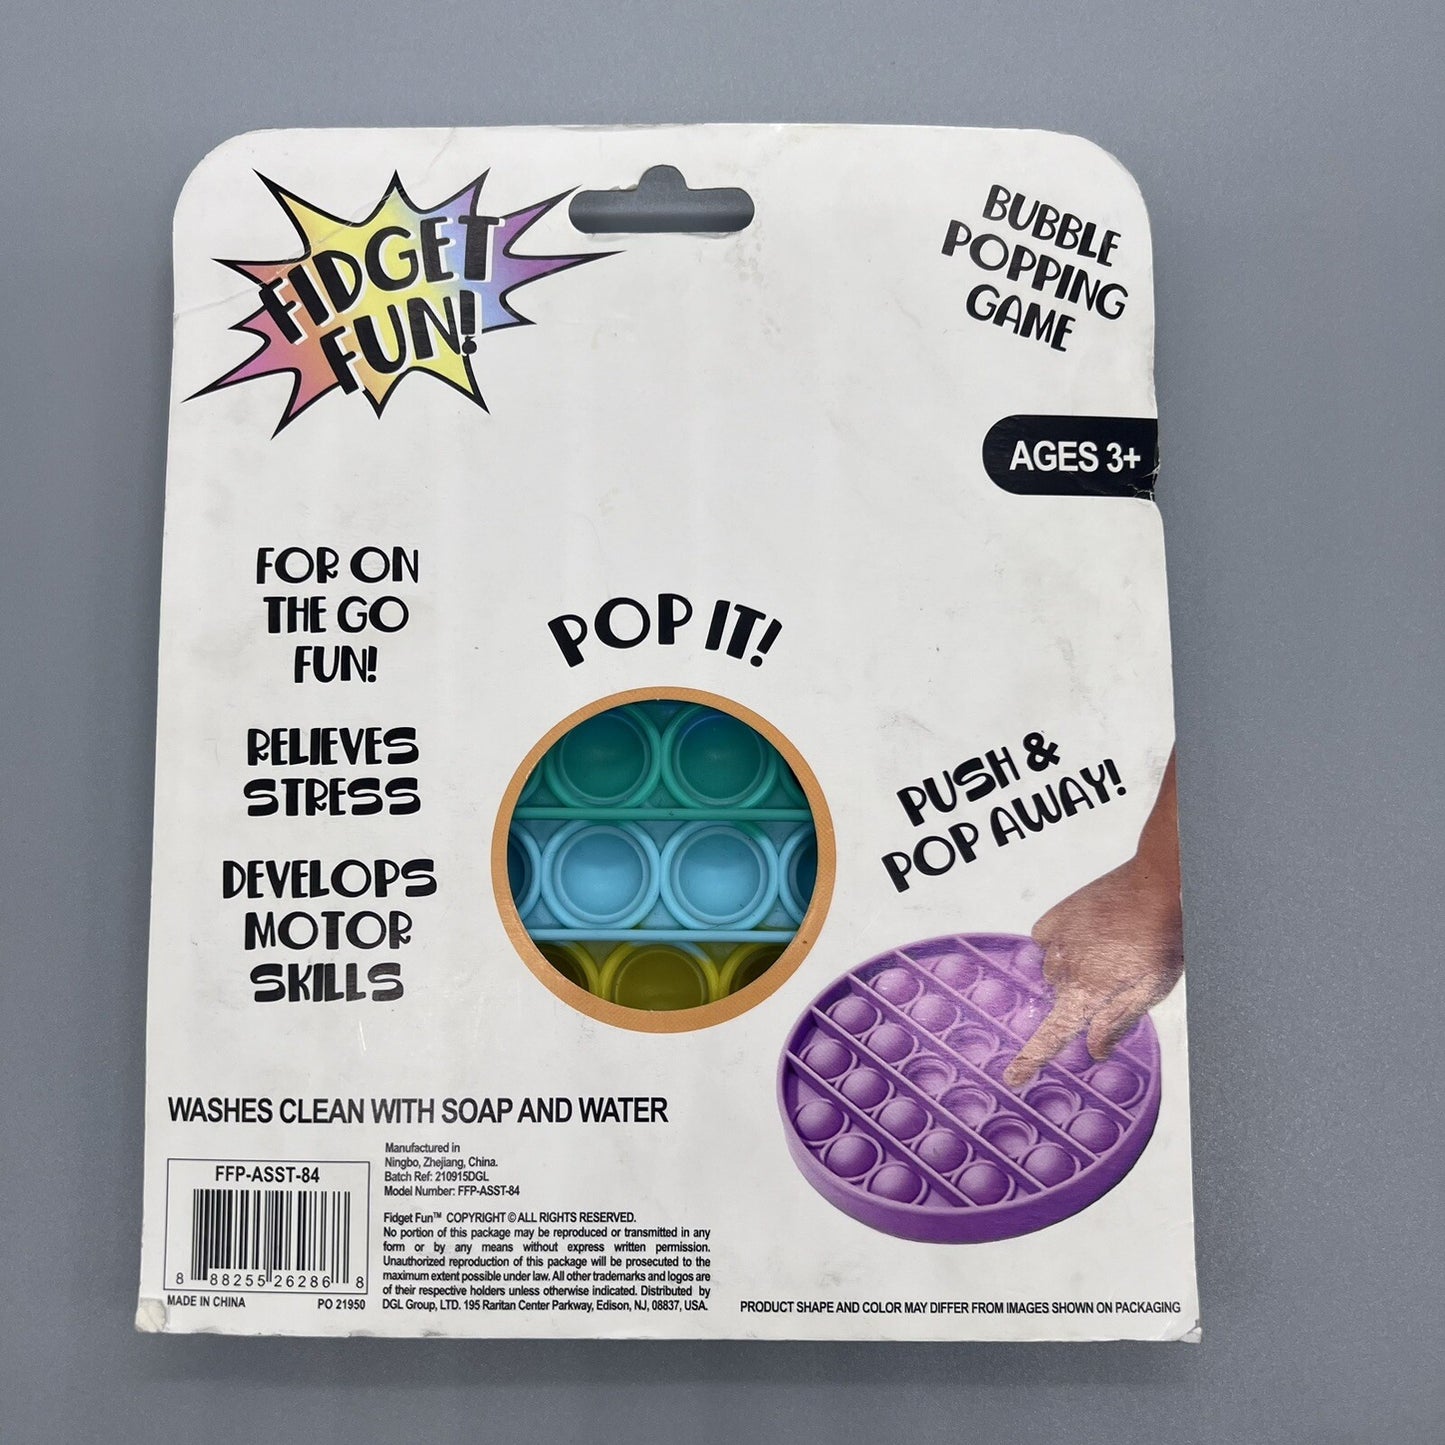 FIDGET
FUN!
BUBBLE
POPPING
GAME
AGES 3+
FOR ON
THE GO
FUN!
RELIEVES
STRESS
DEVELOPS
MOTOR
SKILLS
POP IT!
PUSH &
POP AWAY!
WASHES CLEAN WITH SOAP AND WATER
FFP-ASST-84
8 88255 26286 8
MADE IN CHINA
PO 21950
Manufactured in
Ningbo, Zhejiang, China.
Batch Ref: 210915DGL
Model Number: FFP-ASST-84
Fidget Fun™ COPYRIGHT © ALL RIGHTS RESERVED.
No portion of this package may be reproduced or transmitted in any
form or by any means without express written permission.
Unauthorized reproduction of this package will be prosecuted to the
maximum extent possible under law. All other trademarks and logos are
of their respective holders unless otherwise indicated. Distributed by
DGL Group, LTD. 195 Raritan Center Parkway, Edison, NJ, 08837, USA.
PRODUCT SHAPE AND COLOR MAY DIFFER FROM IMAGES SHOWN ON PACKAGING